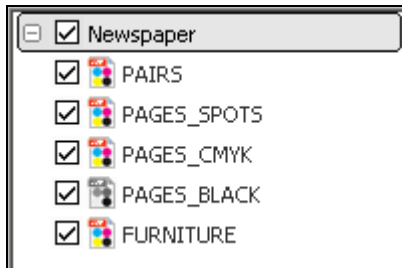 Newspaper
PAIRS
PAGES_SPOTS
PAGES_CMYK
PAGES_BLACK
FURNITURE